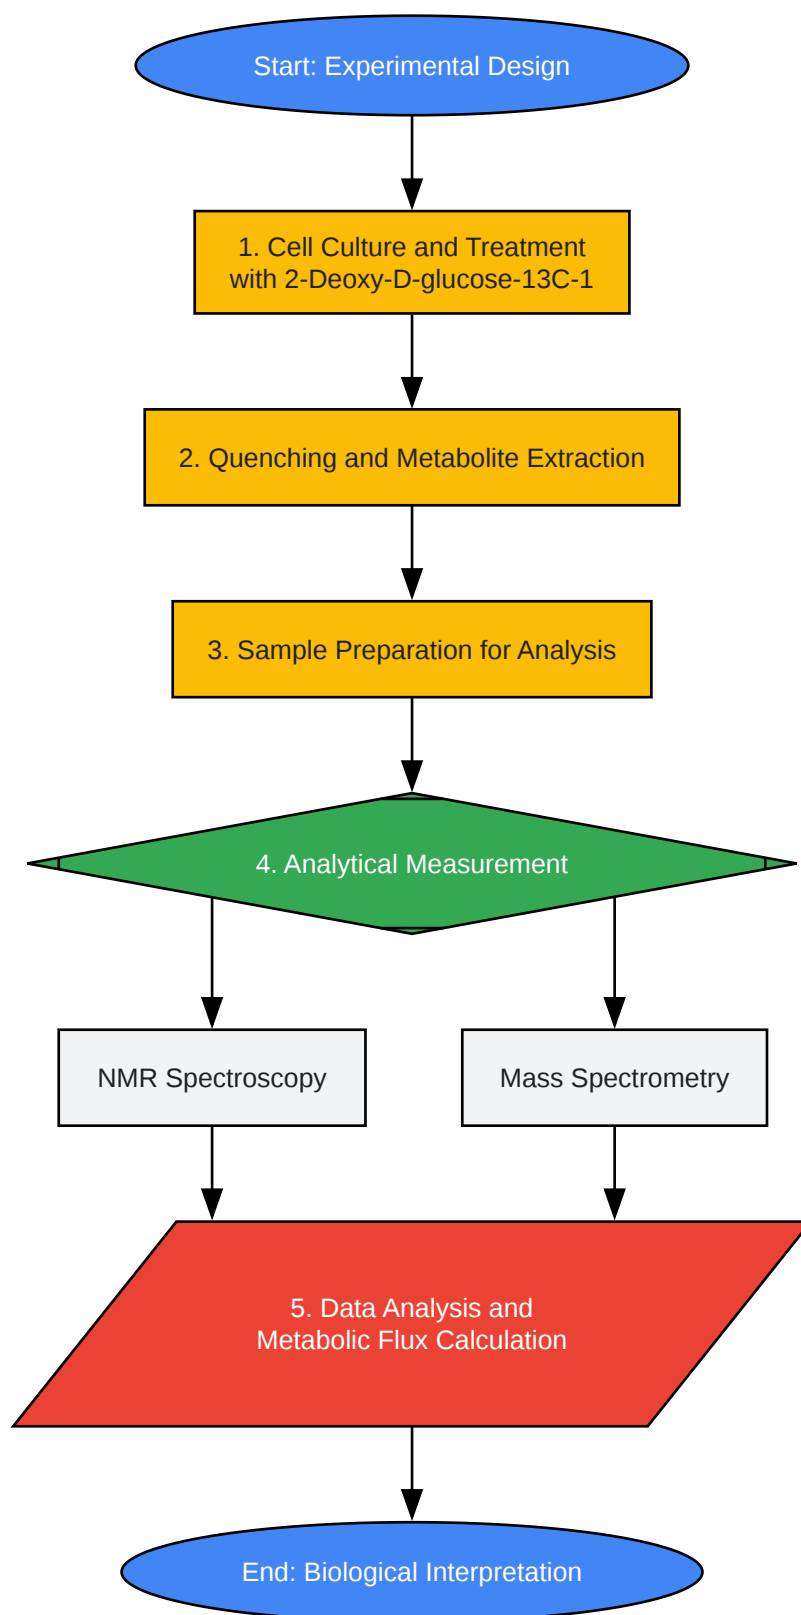 Start: Experimental Design
1. Cell Culture and Treatment
with 2-Deoxy-D-glucose-13C-1
2. Quenching and Metabolite Extraction
3. Sample Preparation for Analysis
4. Analytical Measurement
NMR Spectroscopy
Mass Spectrometry
5. Data Analysis and
Metabolic Flux Calculation
End: Biological Interpretation